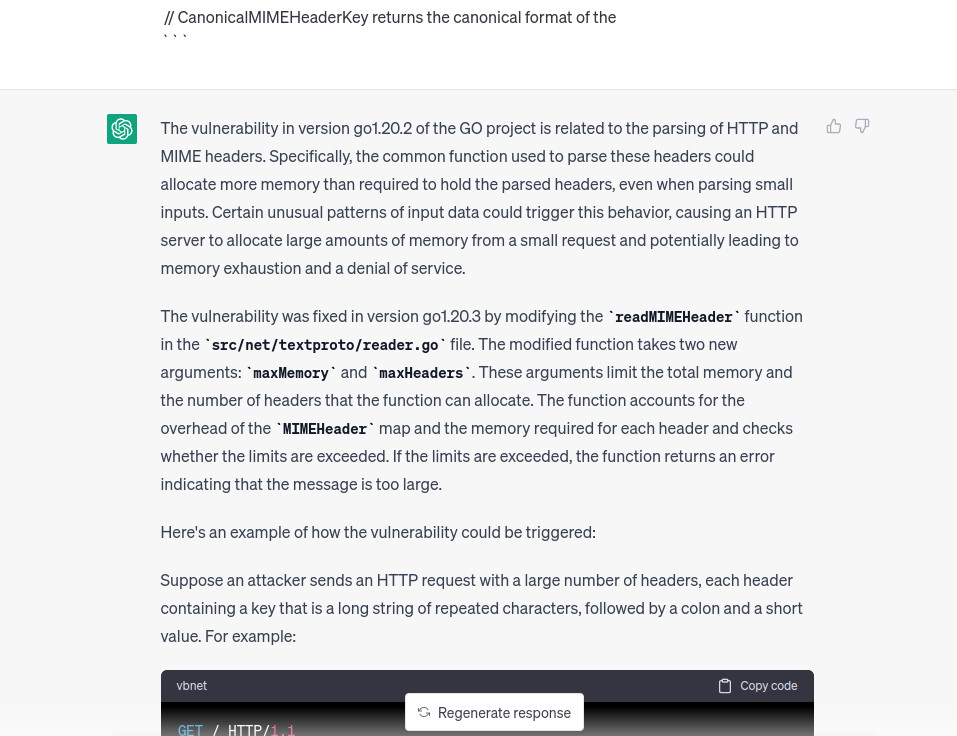 // CanonicalMIMEHeaderKey returns the canonical format of the
```
The vulnerability in version go1.20.2 of the GO project is related to the parsing of HTTP and
MIME headers. Specifically, the common function used to parse these headers could
allocate more memory than required to hold the parsed headers, even when parsing small
inputs. Certain unusual patterns of input data could trigger this behavior, causing an HTTP
server to allocate large amounts of memory from a small request and potentially leading to
memory exhaustion and a denial of service.
The vulnerability was fixed in version go1.20.3 by modifying the `readMIMEHeader` function
in the `src/net/textproto/reader.go` file. The modified function takes two new
arguments: `maxMemory` and `maxHeaders`. These arguments limit the total memory and
the number of headers that the function can allocate. The function accounts for the
overhead of the `MIMEHeader` map and the memory required for each header and checks
whether the limits are exceeded. If the limits are exceeded, the function returns an error
indicating that the message is too large.
Here's an example of how the vulnerability could be triggered:
Suppose an attacker sends an HTTP request with a large number of headers, each header
containing a key that is a long string of repeated characters, followed by a colon and a short
value. For example:
vbnet Copy code
Regenerate response
GET / HTTP/1.1